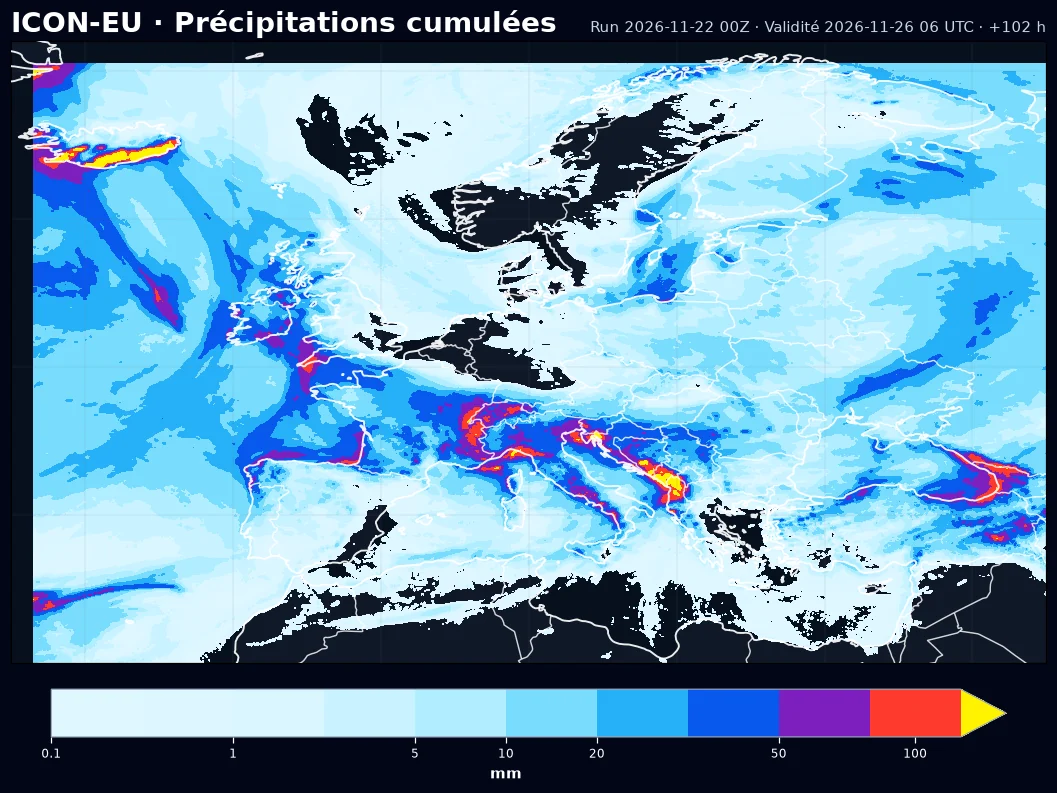 ICON-EU · Précipitations cumulées
Run 2026-11-22 00Z · Validité 2026-11-26 06 UTC · +102 h
0.1 1 5 10 20 50 100
mm